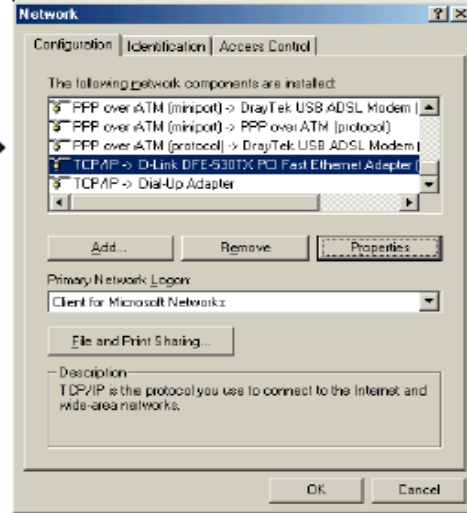 Network
Configuration Identification Access Control
The following network components are installed:
PPP over ATM (miniport) -> DrayTek USB ADSL Modem (
PPP over ATM (miniport) -> PPP over ATM (protocol)
PPP over ATM (protocol) -> DrayTek USB ADSL Modem (
TCP/IP -> D-Link DFE-530TX PCI Fast Ethernet Adapter (
TCP/IP -> Dial-Up Adapter
Add... Remove Properties
Primary Network Logon:
Client for Microsoft Networks
File and Print Sharing...
Description
TCP/IP is the protocol you use to connect to the Internet and
wide-area networks.
OK Cancel